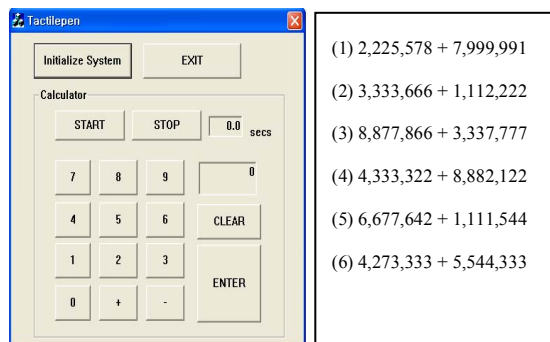 Tactilepen
Initialize System EXIT
Calculator
START STOP 0.0 secs
7 8 9 0
4 5 6 CLEAR
1 2 3
ENTER
0 + -
(1) 2,225,578 + 7,999,991
(2) 3,333,666 + 1,112,222
(3) 8,877,866 + 3,337,777
(4) 4,333,322 + 8,882,122
(5) 6,677,642 + 1,111,544
(6) 4,273,333 + 5,544,333